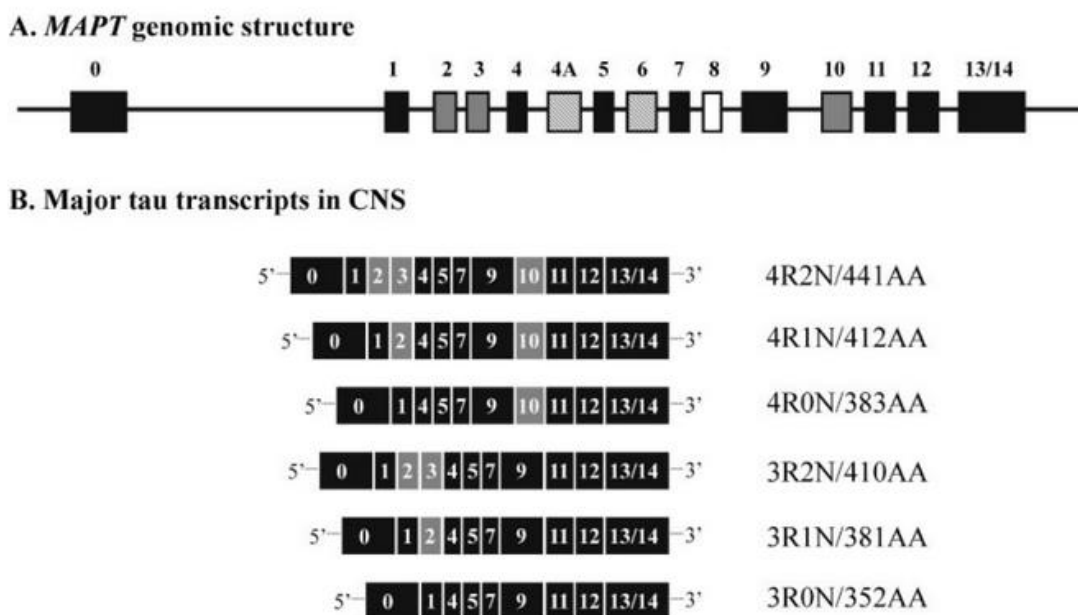 A. MAPT genomic structure
0 1 2 3 4 4A 5 6 7 8 9 10 11 12 13/14
B. Major tau transcripts in CNS
5’ 0 1 2 3 4 5 7 9 10 11 12 13/14 3’ 4R2N/441AA
5’ 0 1 2 4 5 7 9 10 11 12 13/14 3’ 4R1N/412AA
5’ 0 1 4 5 7 9 10 11 12 13/14 3’ 4R0N/383AA
5’ 0 1 2 3 4 5 7 9 11 12 13/14 3’ 3R2N/410AA
5’ 0 1 2 4 5 7 9 11 12 13/14 3’ 3R1N/381AA
5’ 0 1 4 5 7 9 11 12 13/14 3’ 3R0N/352AA